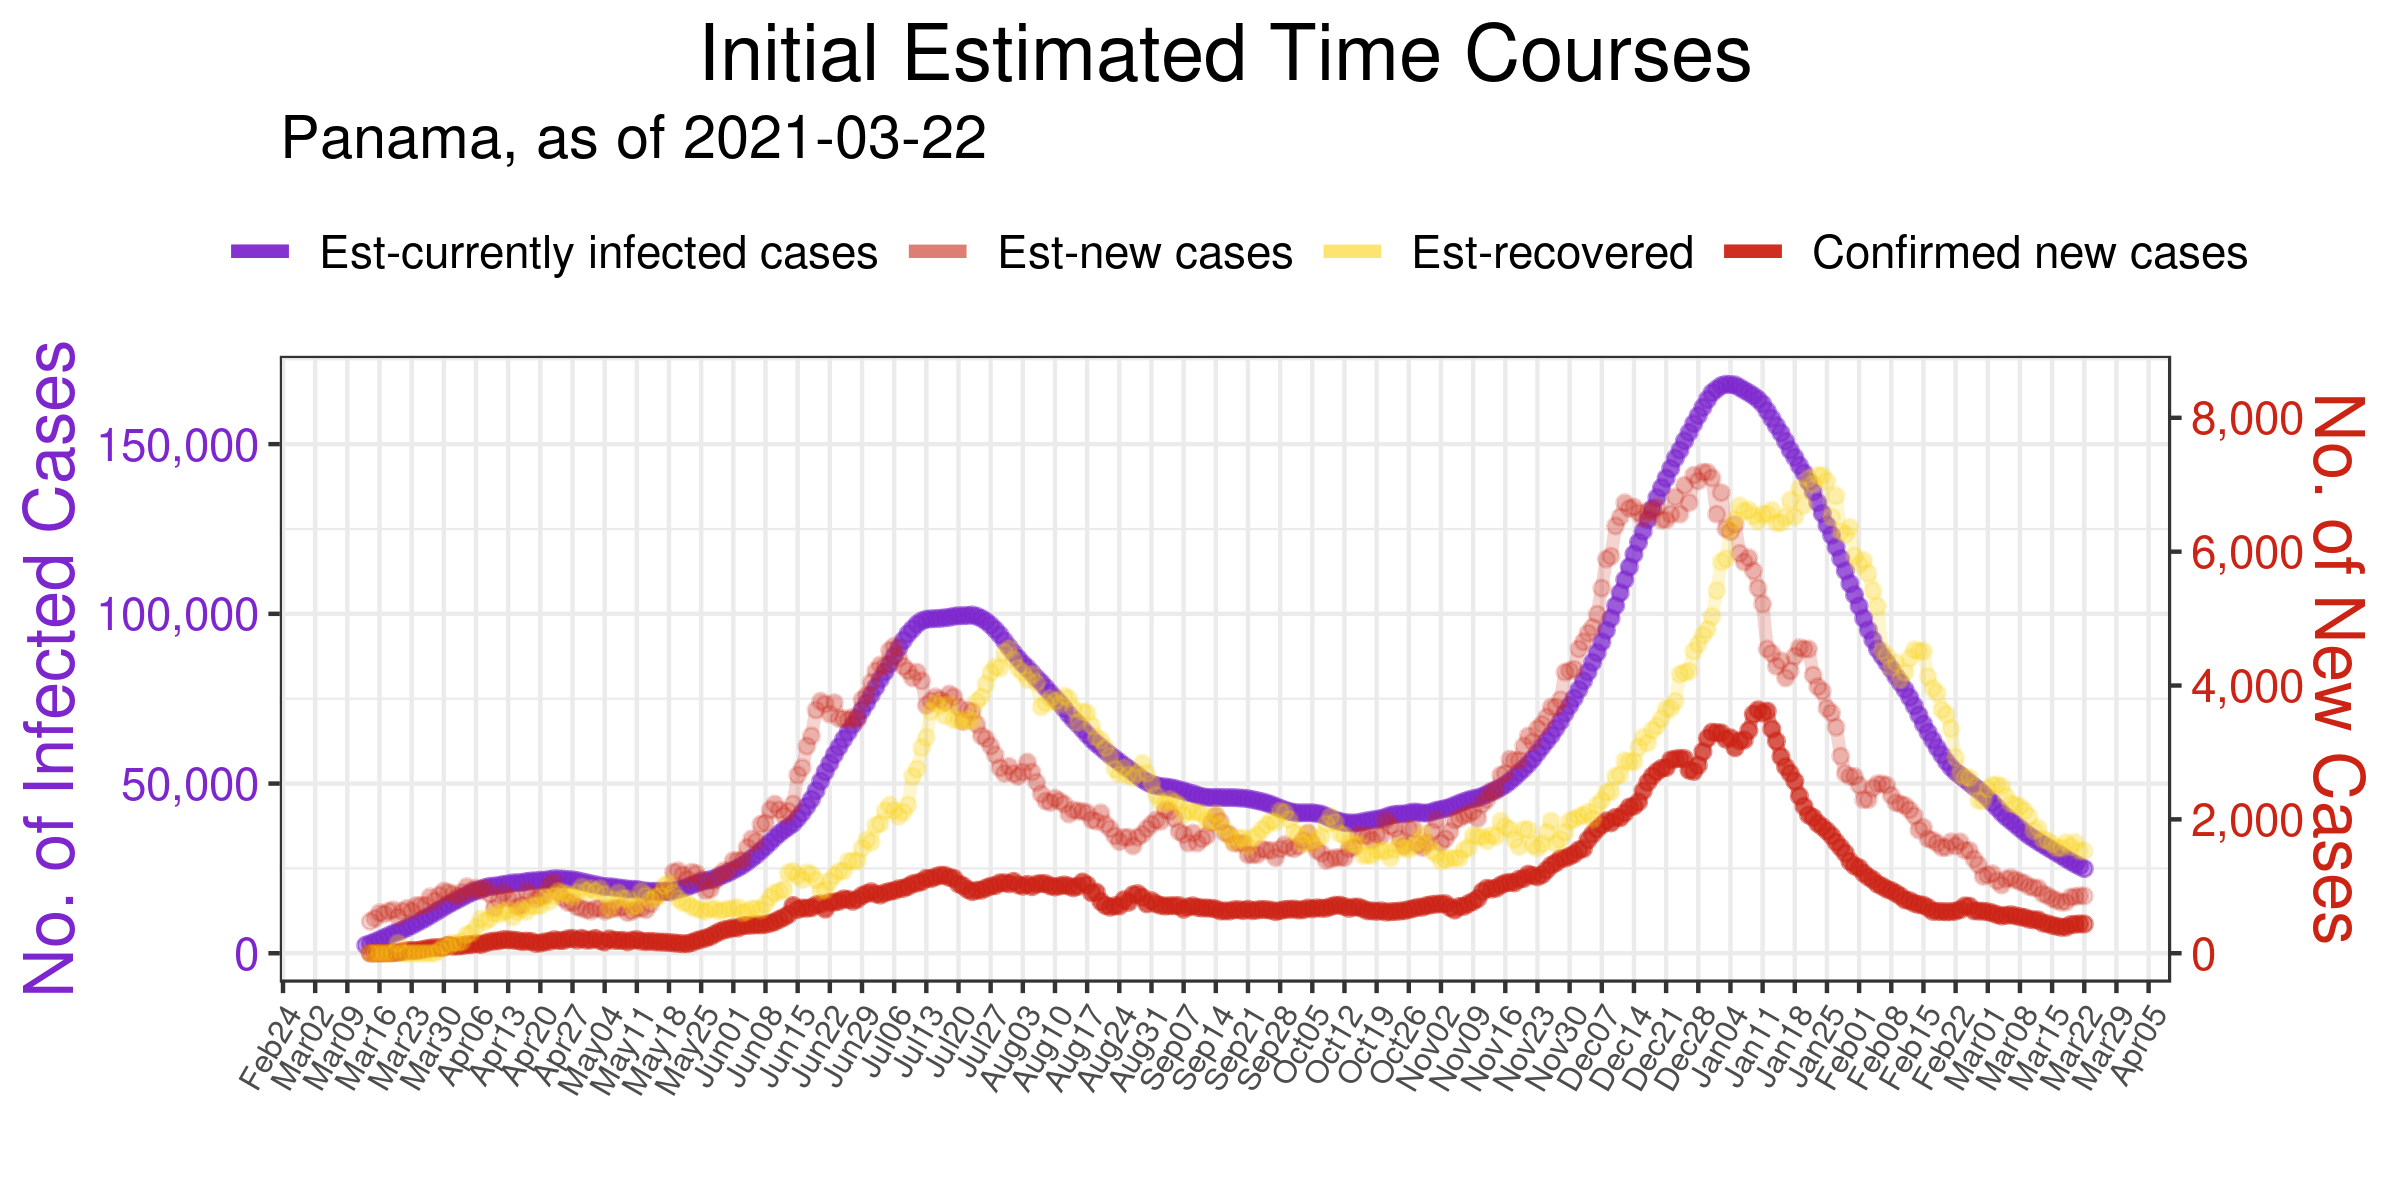 Initial Estimated Time Courses
Panama, as of 2021-03-22
Est-currently infected cases Est-new cases Est-recovered Confirmed new cases
No. of Infected Cases
150,000
100,000
50,000
0
8,000
6,000
4,000
2,000
0
No. of New Cases
Feb24 Mar02 Mar09 Mar16 Mar23 Mar30 Apr06 Apr13 Apr20 Apr27 May04 May11 May18 May25 Jun01 Jun08 Jun15 Jun22 Jun29 Jul06 Jul13 Jul20 Jul27 Aug03 Aug10 Aug17 Aug24 Aug31 Sep07 Sep14 Sep21 Sep28 Oct05 Oct12 Oct19 Oct26 Nov02 Nov09 Nov16 Nov23 Nov30 Dec07 Dec14 Dec21 Dec28 Jan04 Jan11 Jan18 Jan25 Feb01 Feb08 Feb15 Feb22 Mar01 Mar08 Mar15 Mar22 Mar29 Apr05